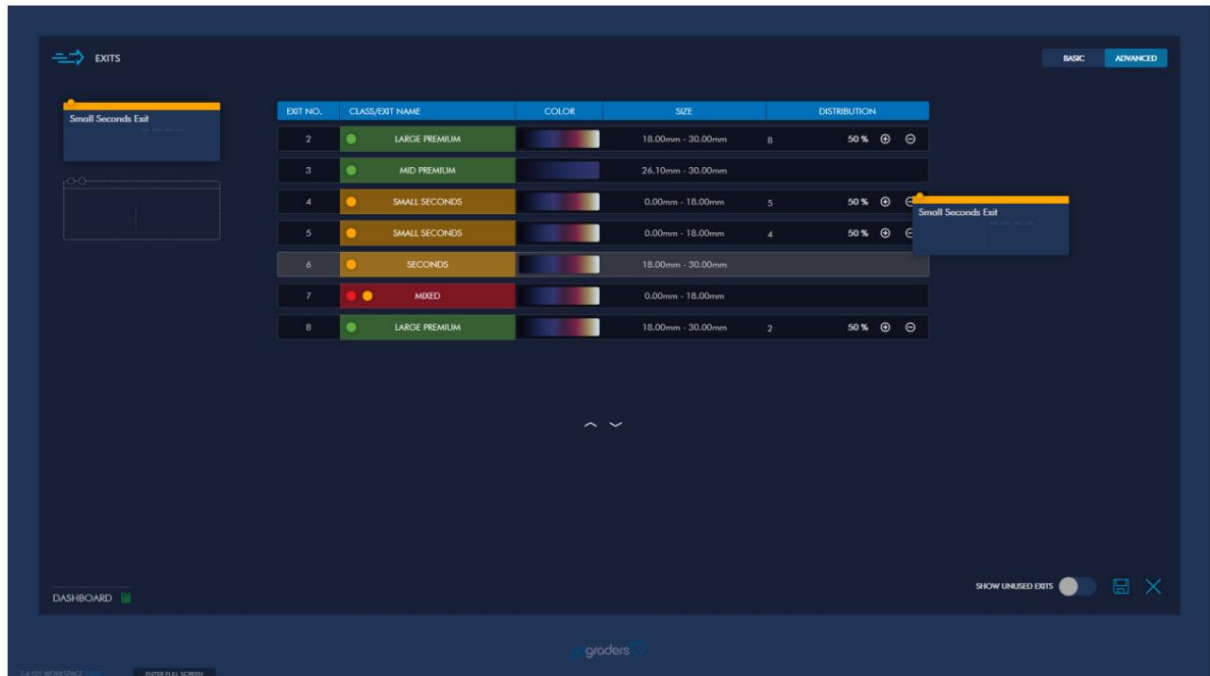 EXITS
BASIC ADVANCED
Small Seconds Exit
EXIT NO. CLASS/EXIT NAME COLOR SIZE DISTRIBUTION
2 LARGE PREMIUM 18.00mm - 30.00mm 8 50 %
3 MID PREMIUM 26.10mm - 30.00mm
4 SMALL SECONDS 0.00mm - 18.00mm 5 50 %
Small Seconds Exit
5 SMALL SECONDS 0.00mm - 18.00mm 4 50 %
6 SECONDS 18.00mm - 30.00mm
7 MIXED 0.00mm - 18.00mm
8 LARGE PREMIUM 18.00mm - 30.00mm 2 50 %
SHOW UNUSED EXITS
DASHBOARD
graders
WORKSPACE
ENTER FULL SCREEN